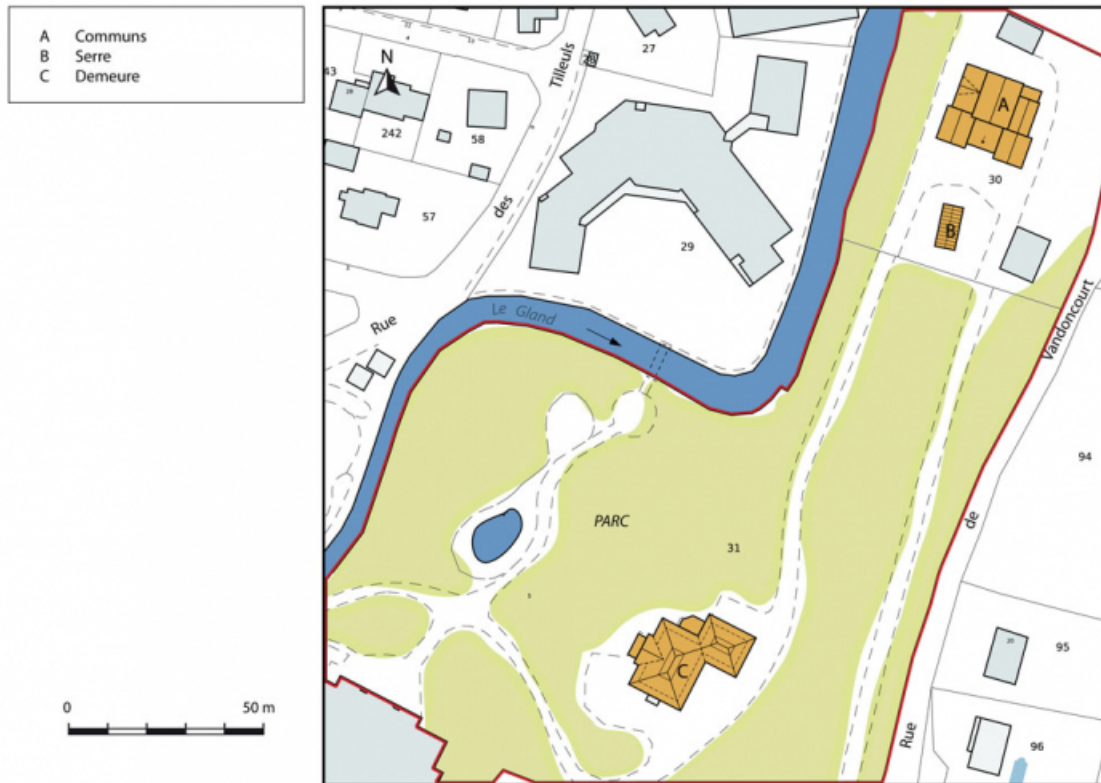 A Communs
B Serre
C Demeure
N
43
242
58
57
27
29
Rue des Tilleuls
Le Gland
A
30
B
Rue de Vandoncourt
94
PARC
31
C
95
96
0 50 m